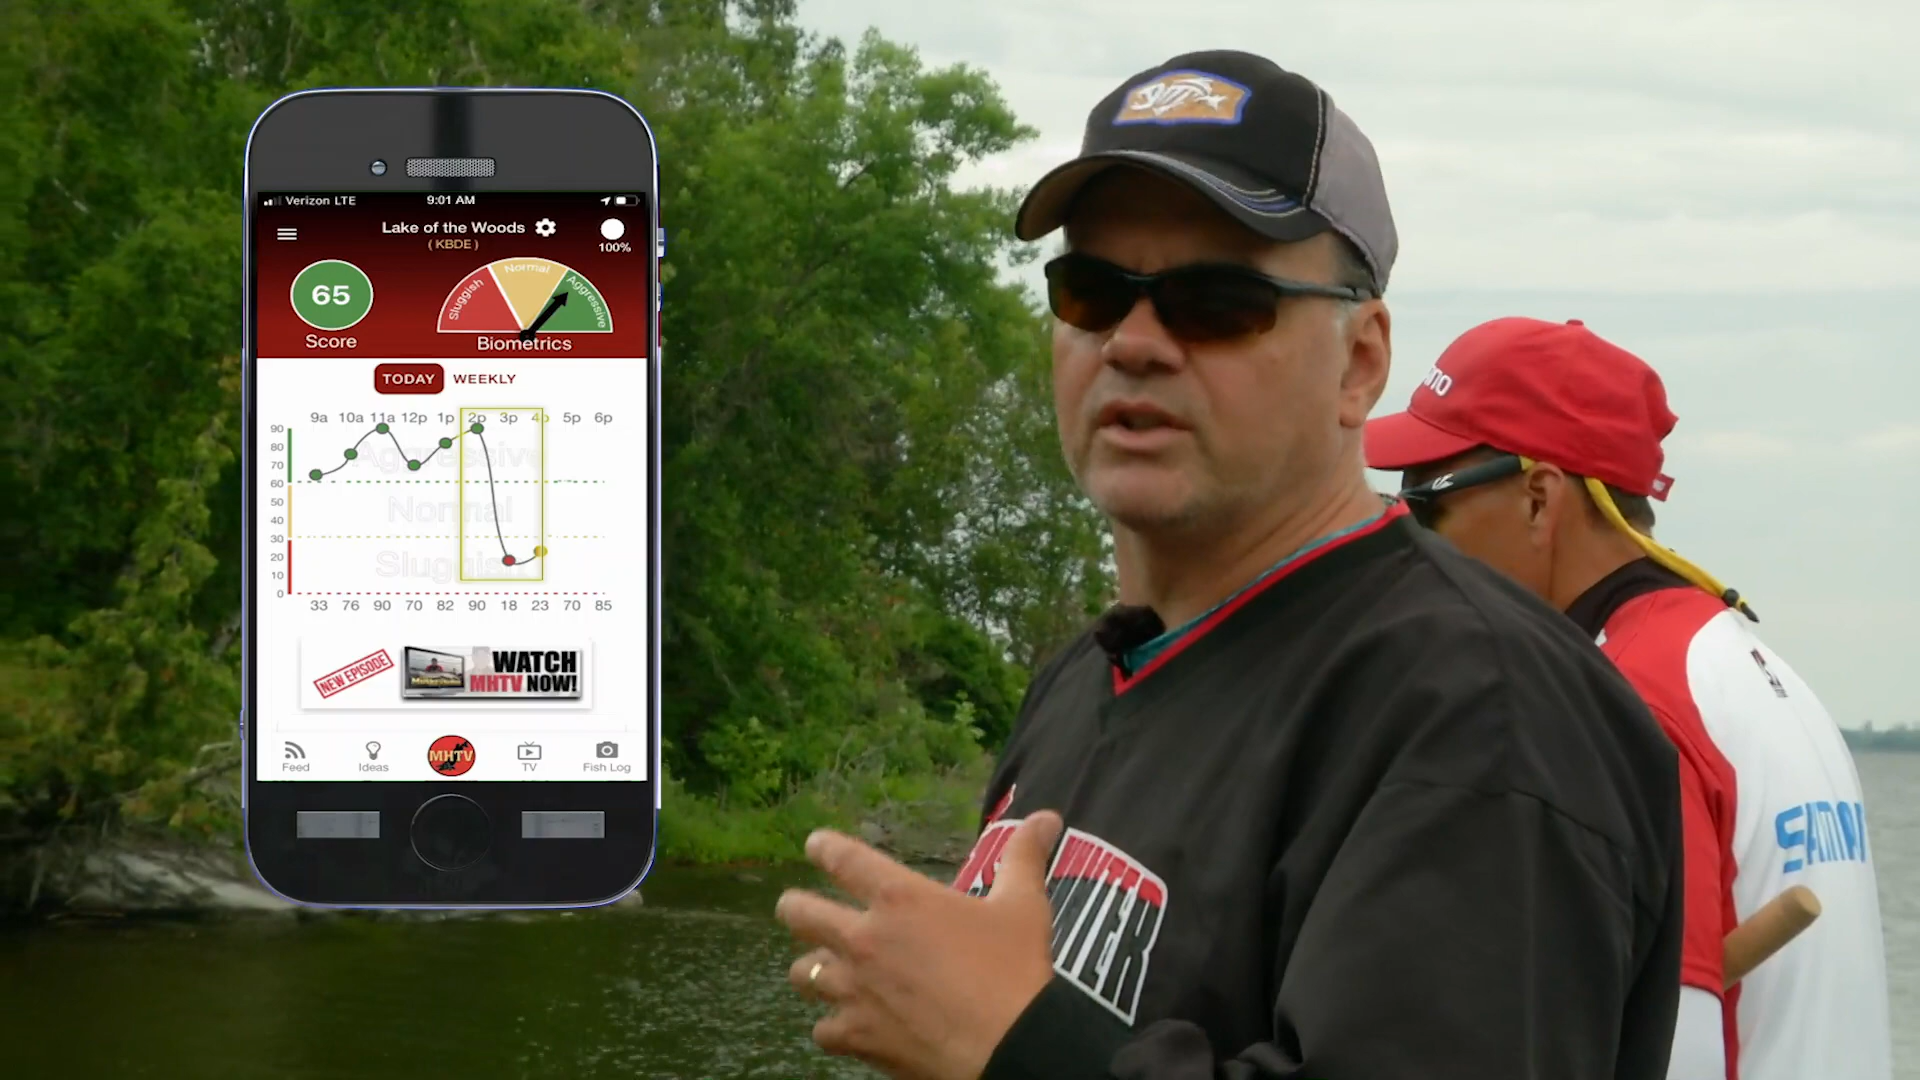 Verizon LTE 9:01 AM
Lake of the Woods
( KBDE )
100%
65
Score
Sluggish Normal Aggressive
Biometrics
TODAY WEEKLY
9a 10a 11a 12p 1p 2p 3p 4p 5p 6p
90
80
70
60
50
40
30
20
10
0
Aggressive
Normal
Sluggish
33 76 90 70 82 90 18 23 70 85
NEW EPISODE
WATCH
MHTV NOW!
MHTV
Feed Ideas TV Fish Log